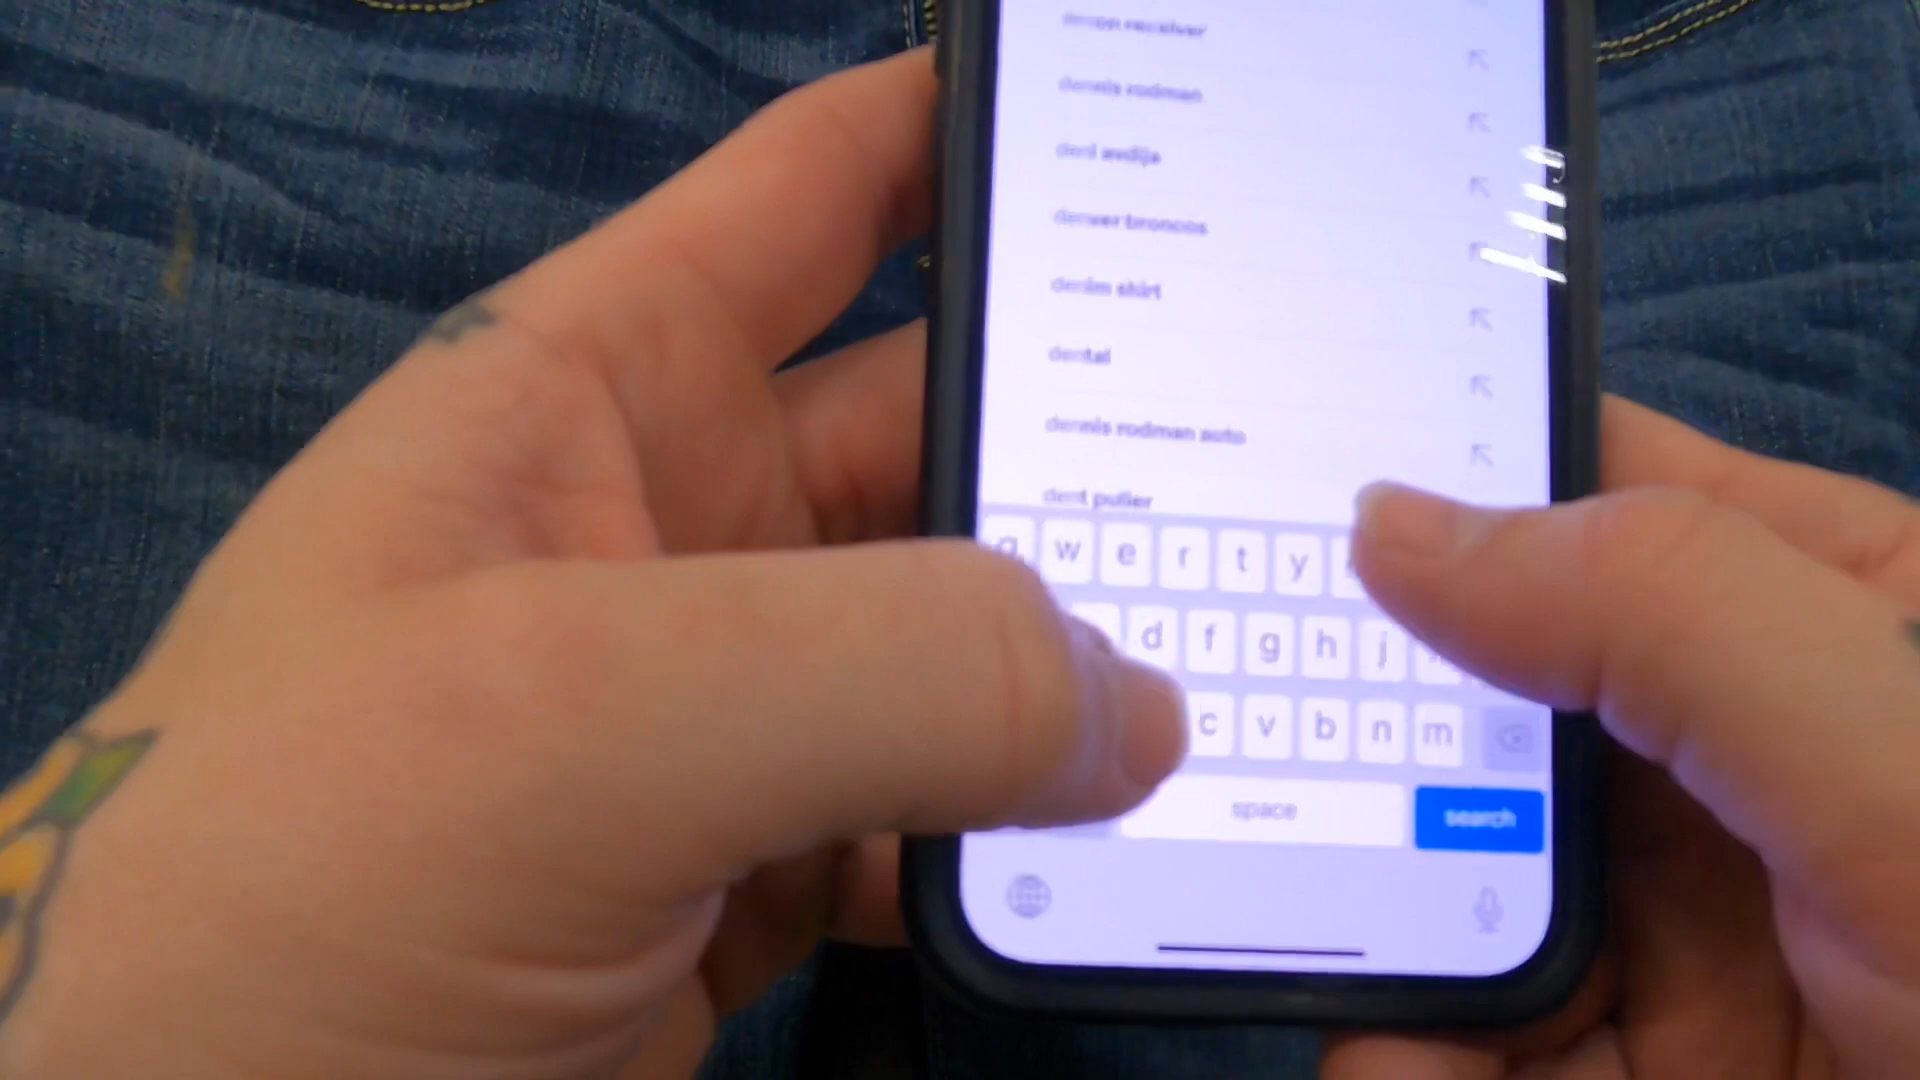 denon receiver
dennis rodman
deni avdija
denver broncos
denim shirt
dental
dennis rodman auto
dent puller
q w e r t y
d f g h j
c v b n m
space search